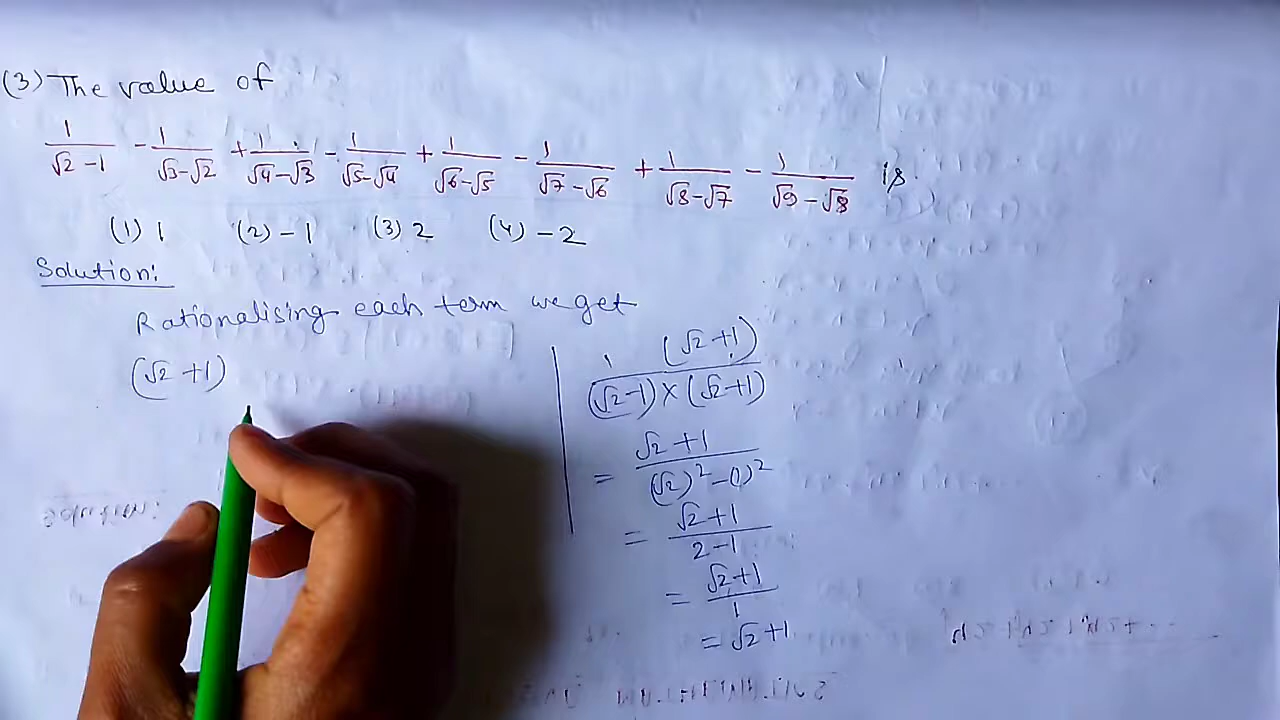 (3) The value of
1/(√2 - 1) - 1/(√3 - √2) + 1/(√4 - √3) - 1/(√5 - √4) + 1/(√6 - √5) - 1/(√7 - √6) + 1/(√8 - √7) - 1/(√9 - √8) is
(1) 1 (2) -1 (3) 2 (4) -2
Solution:
Rationalising each term we get
(√2 + 1)
1 (√2 + 1) / (√2 - 1) × (√2 + 1)
= (√2 + 1) / (√2)² - (1)²
= (√2 + 1) / 2 - 1
= (√2 + 1) / 1
= √2 + 1